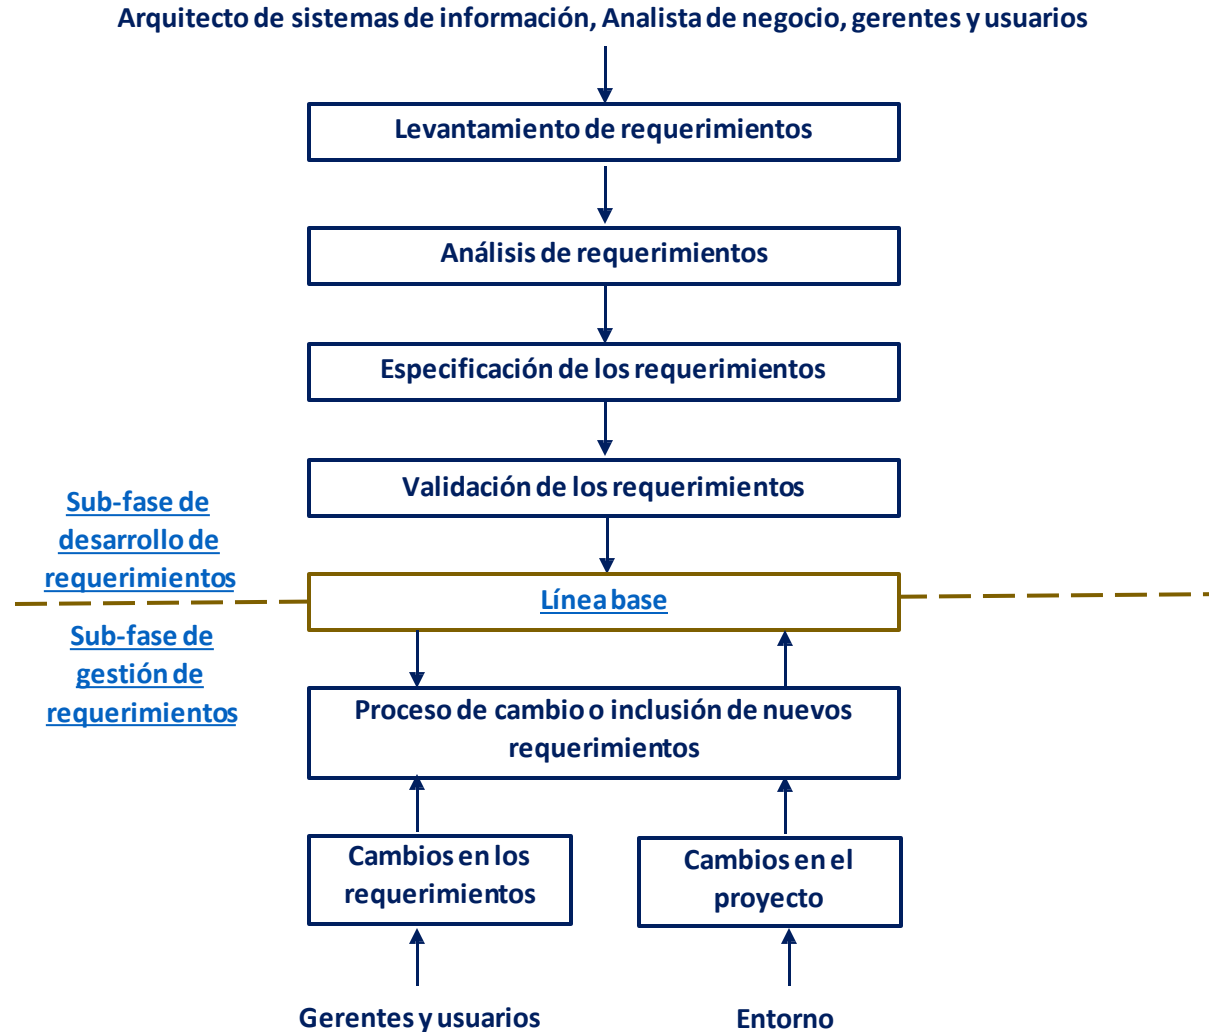 Arquitecto de sistemas de información, Analista de negocio, gerentes y usuarios
Levantamiento de requerimientos
Análisis de requerimientos
Especificación de los requerimientos
Validación de los requerimientos
Sub-fase de
desarrollo de
requerimientos
Línea base
Sub-fase de
gestión de
requerimientos
Proceso de cambio o inclusión de nuevos
requerimientos
Cambios en los
requerimientos
Cambios en el
proyecto
Gerentes y usuarios
Entorno